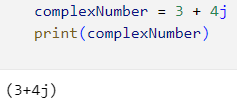 complexNumber = 3 + 4j
print(complexNumber)
(3+4j)